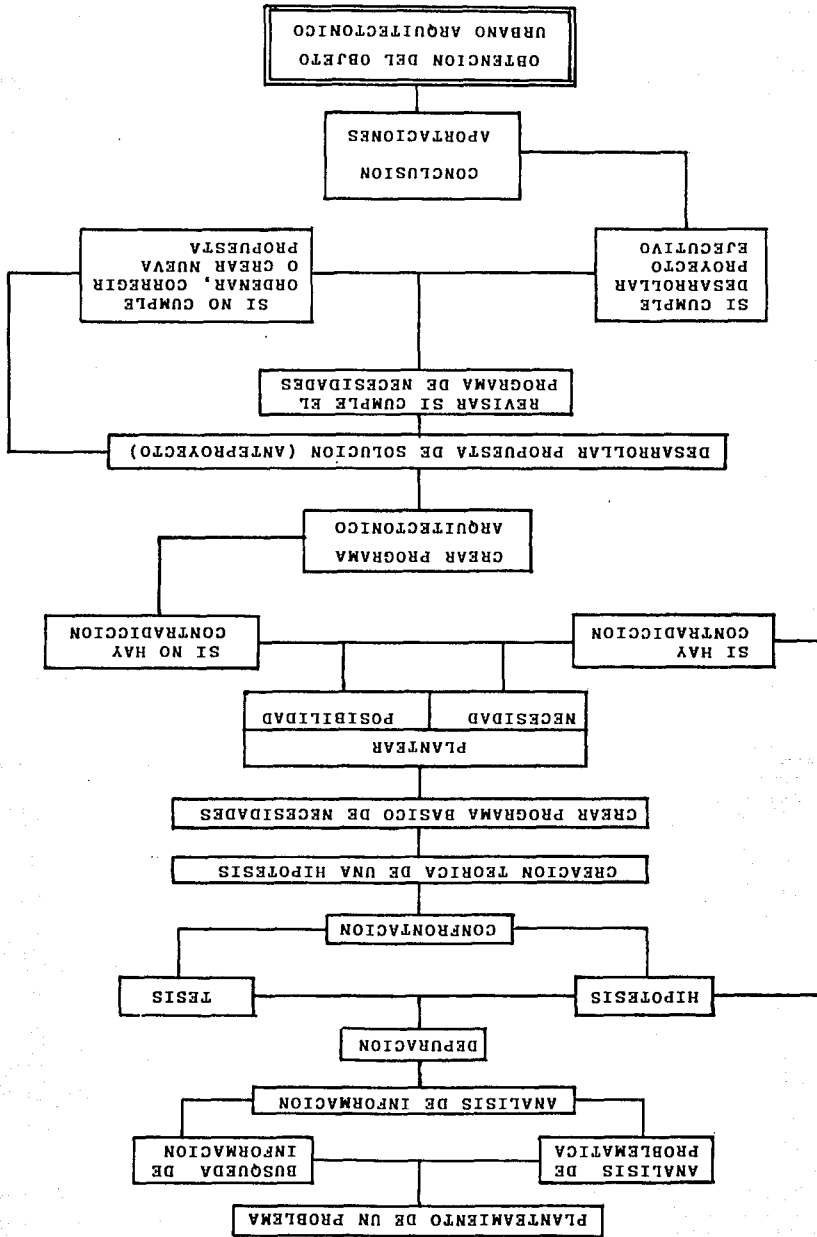 PLANTEAMIENTO DE UN PROBLEMA
ANALISIS DE
PROBLEMATICA
BUSQUEDA DE
INFORMACION
ANALISIS DE INFORMACION
DEPURACION
HIPOTESIS
TESIS
CONFRONTACION
CREACION TEORICA DE UNA HIPOTESIS
CREAR PROGRAMA BASICO DE NECESIDADES
PLANTEAR
NECESIDAD
POSIBILIDAD
SI HAY
CONTRADICCION
SI NO HAY
CONTRADICCION
CREAR PROGRAMA
ARQUITECTONICO
DESARROLLAR PROPUESTA DE SOLUCION (ANTEPROYECTO)
REVISAR SI CUMPLE EL
PROGRAMA DE NECESIDADES
SI CUMPLE
DESARROLLAR
PROYECTO
EJECUTIVO
SI NO CUMPLE
ORDENAR, CORREGIR
O CREAR NUEVA
PROPUESTA
CONCLUSION
APORTACIONES
OBTENCION DEL OBJETO
URBANO ARQUITECTONICO